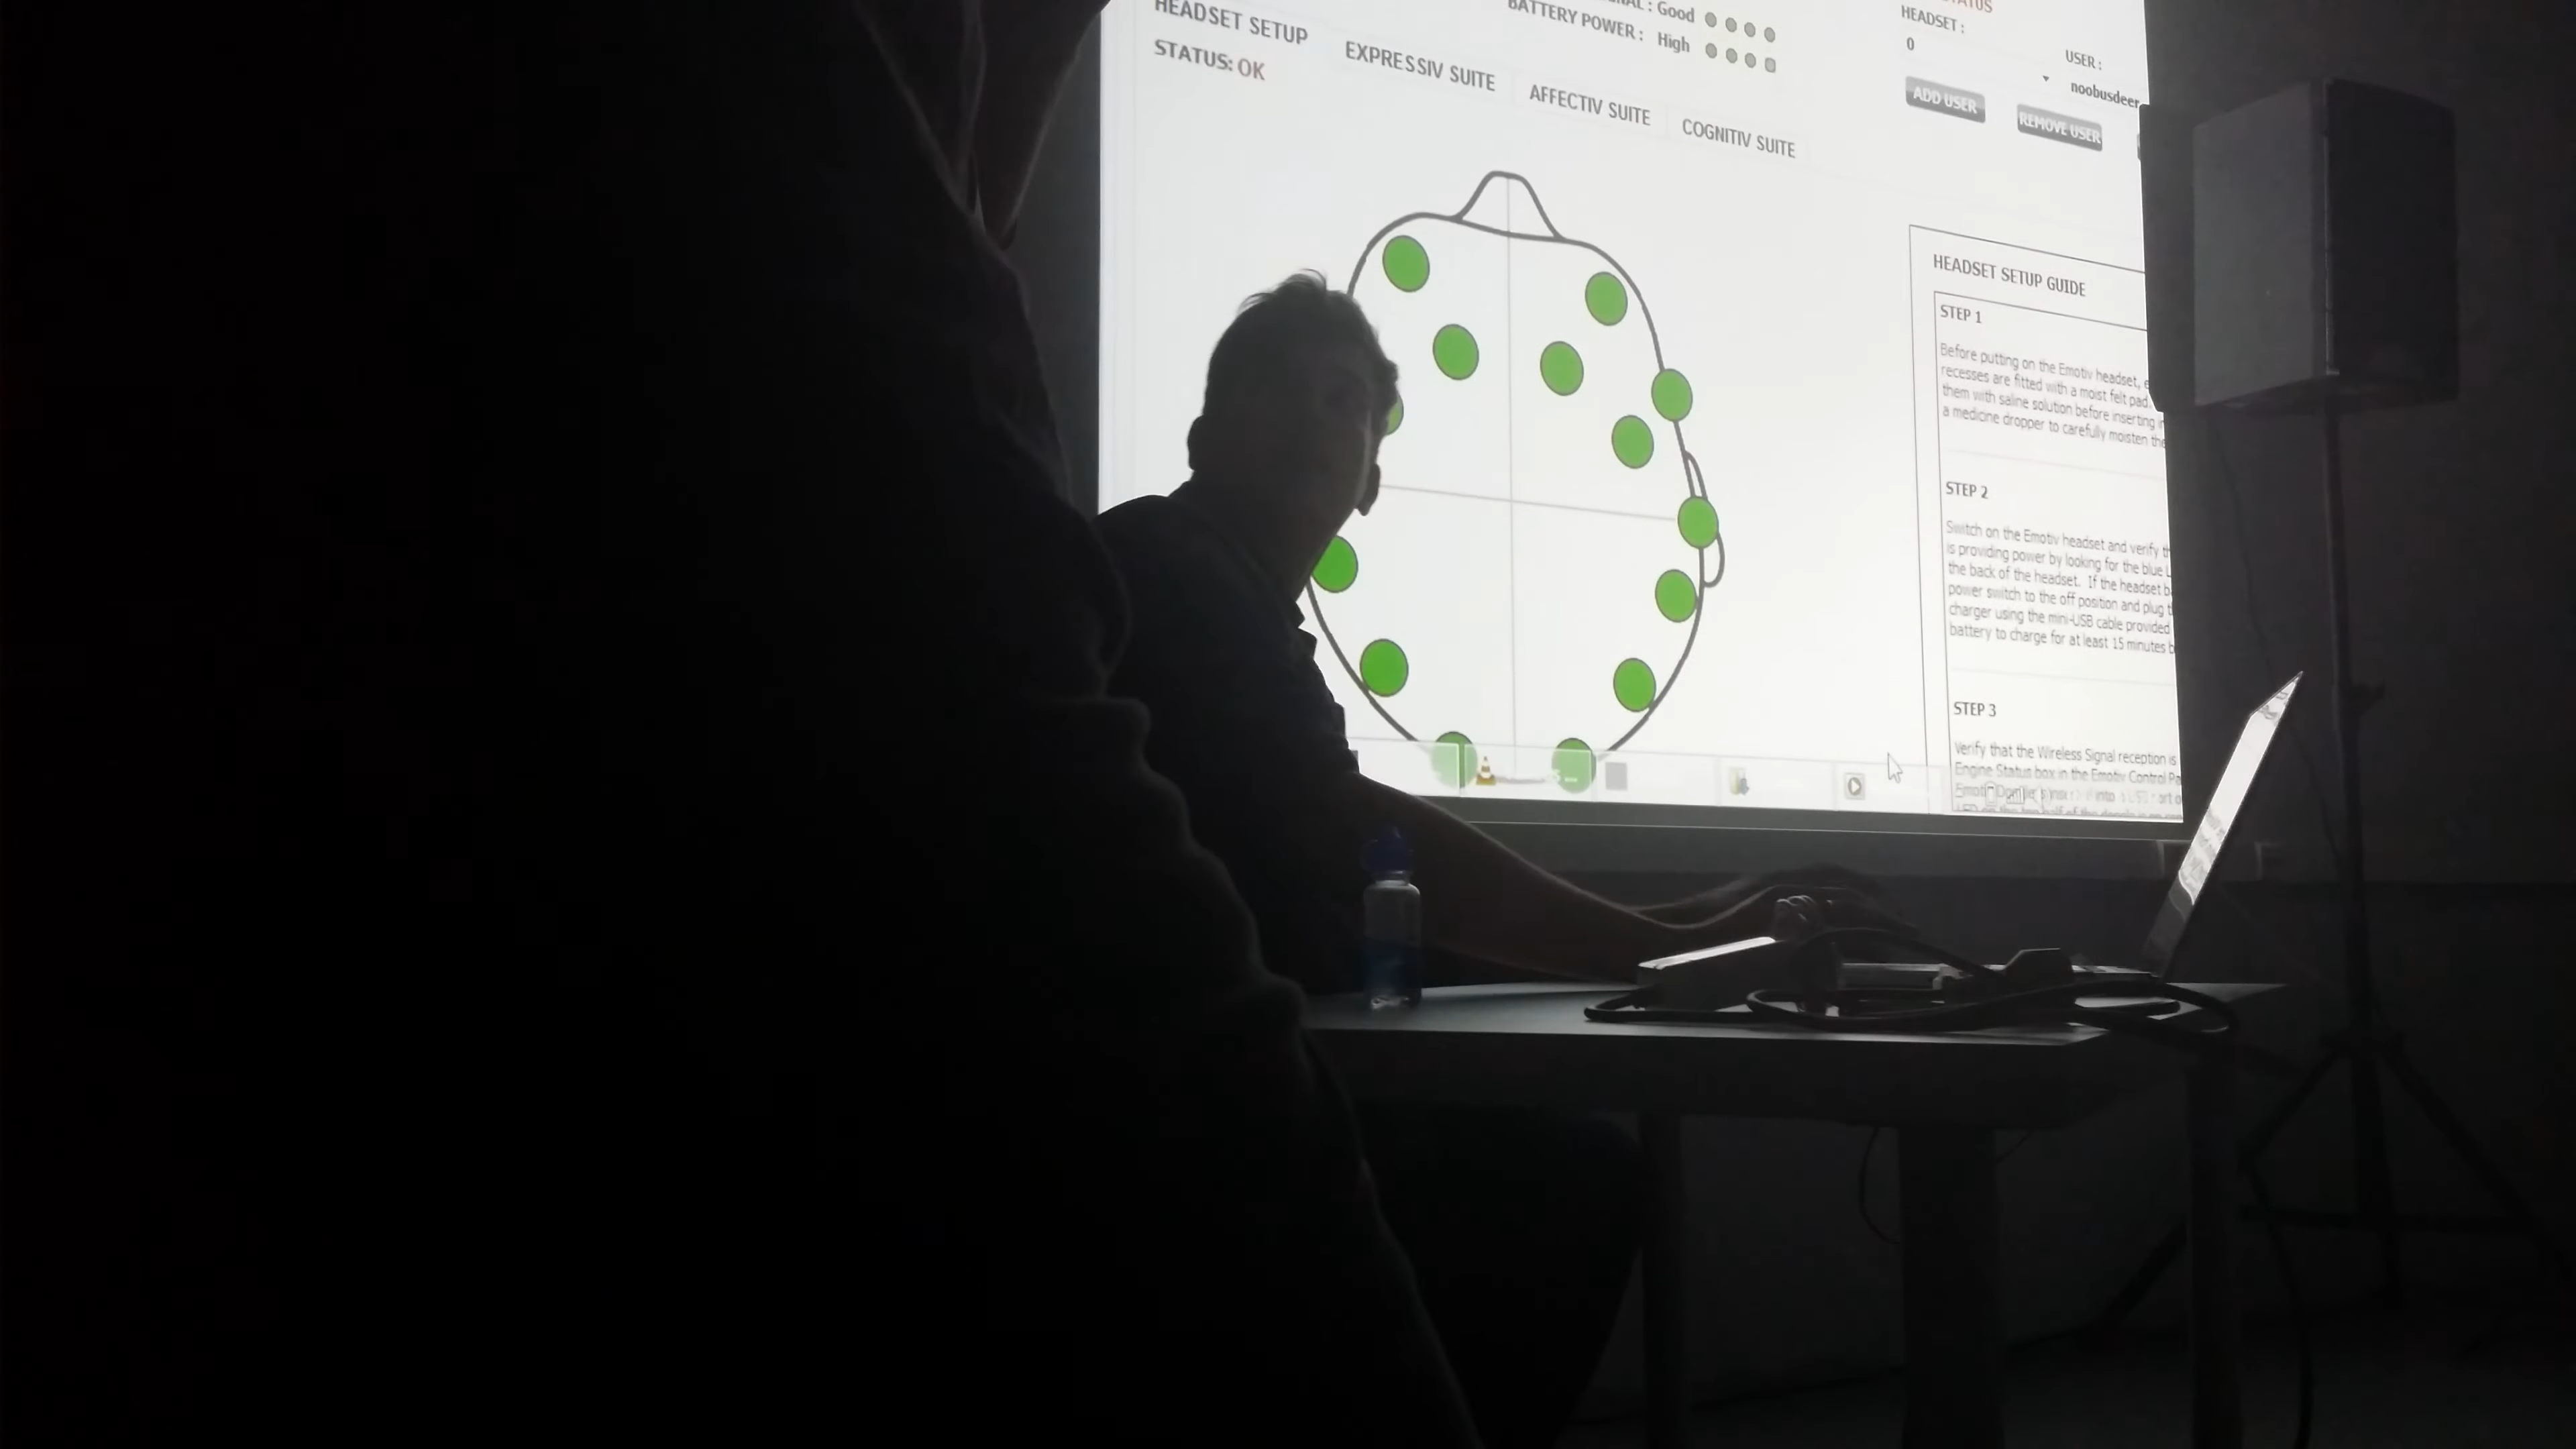 : Good
BATTERY POWER : High
HEADSET :
0
USER :
noobusdeer
ADD USER
REMOVE USER
HEADSET SETUP
EXPRESSIV SUITE
AFFECTIV SUITE
COGNITIV SUITE
STATUS: OK
HEADSET SETUP GUIDE
STEP 1
Before putting on the Emotiv headset,
recesses are fitted with a moist felt pad.
them with saline solution before inserting
a medicine dropper to carefully moisten the
STEP 2
Switch on the Emotiv headset and verify
is providing power by looking for the blue
the back of the headset. If the headset
power switch to the off position and plug
charger using the mini-USB cable provided
battery to charge for at least 15 minutes
STEP 3
Verify that the Wireless Signal reception is
Engine Status box in the Emotiv Control